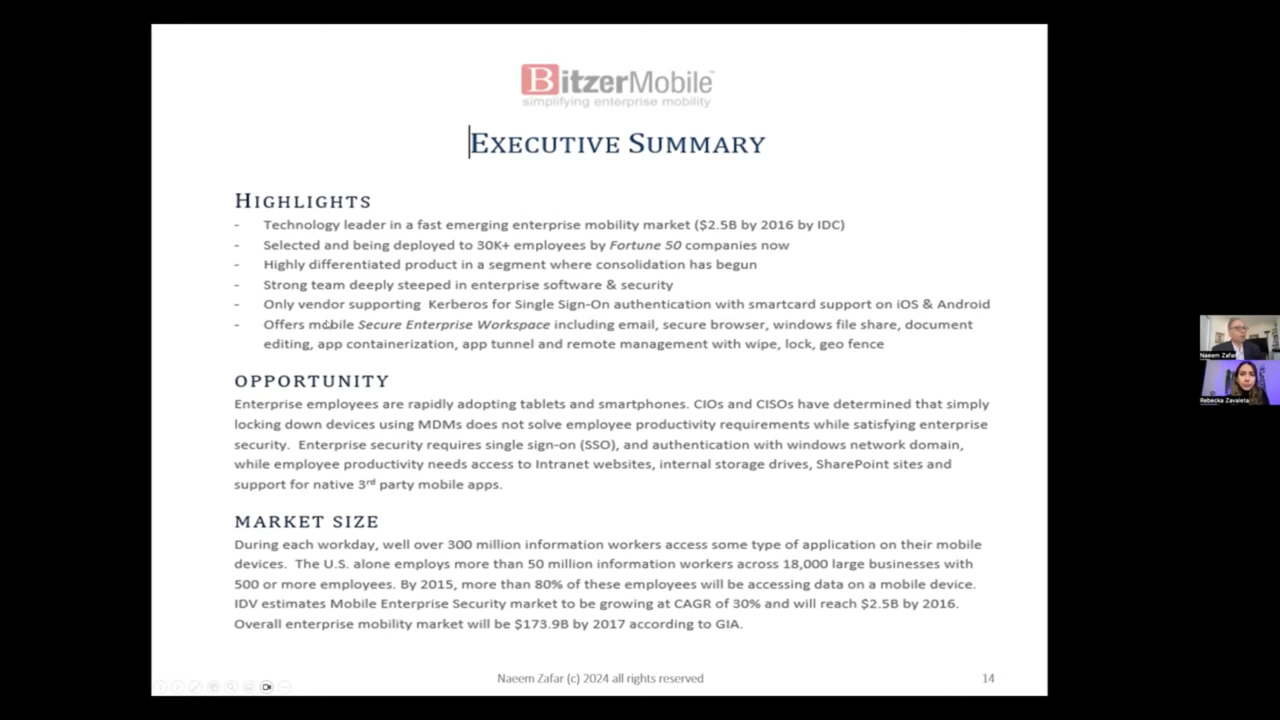 BitzerMobile™
simplifying enterprise mobility
EXECUTIVE SUMMARY
HIGHLIGHTS
- Technology leader in a fast emerging enterprise mobility market ($2.5B by 2016 by IDC)
- Selected and being deployed to 30K+ employees by Fortune 50 companies now
- Highly differentiated product in a segment where consolidation has begun
- Strong team deeply steeped in enterprise software & security
- Only vendor supporting Kerberos for Single Sign-On authentication with smartcard support on iOS & Android
- Offers mobile Secure Enterprise Workspace including email, secure browser, windows file share, document
editing, app containerization, app tunnel and remote management with wipe, lock, geo fence
OPPORTUNITY
Enterprise employees are rapidly adopting tablets and smartphones. CIOs and CISOs have determined that simply
locking down devices using MDMs does not solve employee productivity requirements while satisfying enterprise
security. Enterprise security requires single sign-on (SSO), and authentication with windows network domain,
while employee productivity needs access to Intranet websites, internal storage drives, SharePoint sites and
support for native 3rd party mobile apps.
MARKET SIZE
During each workday, well over 300 million information workers access some type of application on their mobile
devices. The U.S. alone employs more than 50 million information workers across 18,000 large businesses with
500 or more employees. By 2015, more than 80% of these employees will be accessing data on a mobile device.
IDV estimates Mobile Enterprise Security market to be growing at CAGR of 30% and will reach $2.5B by 2016.
Overall enterprise mobility market will be $173.9B by 2017 according to GIA.
Naeem Zafar (c) 2024 all rights reserved
14
Naeem Zafar
Rebecka Zavaleta